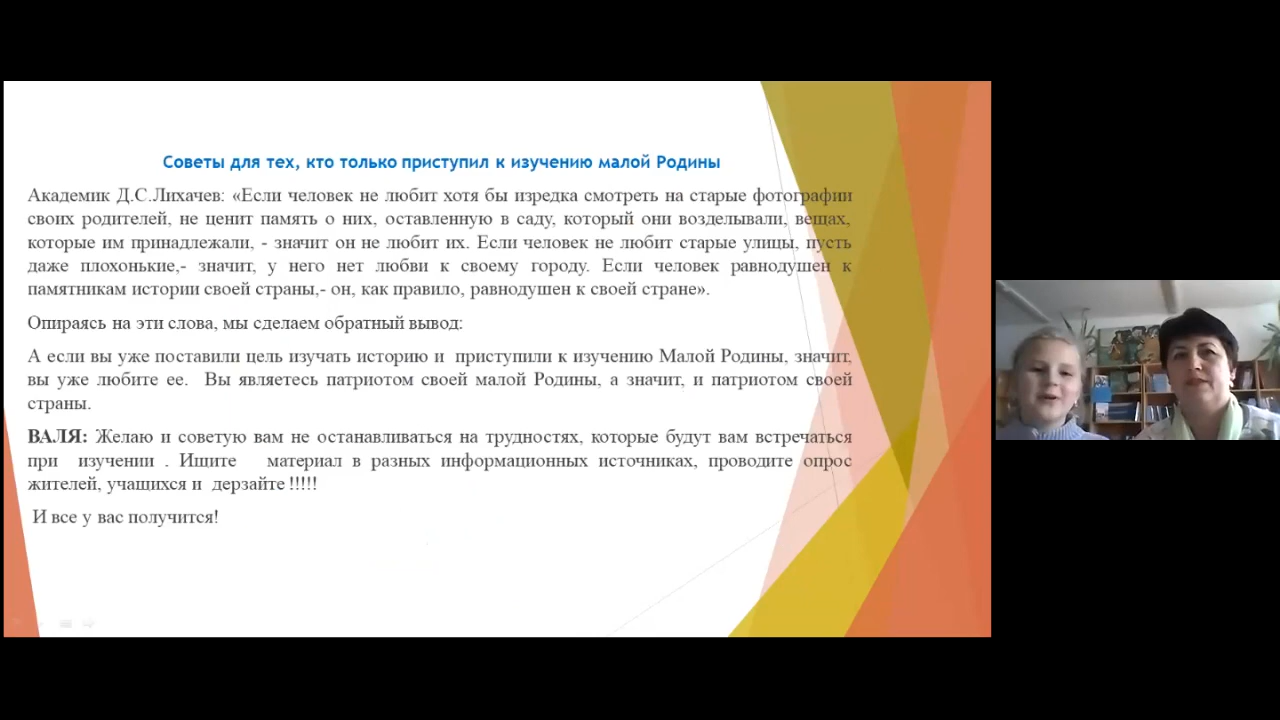 Советы для тех, кто только приступил к изучению малой Родины
Академик Д.С.Лихачев: «Если человек не любит хотя бы изредка смотреть на старые фотографии
своих родителей, не ценит память о них, оставленную в саду, который они возделывали, вещах,
которые им принадлежали, - значит он не любит их. Если человек не любит старые улицы, пусть
даже плохонькие,- значит, у него нет любви к своему городу. Если человек равнодушен к
памятникам истории своей страны,- он, как правило, равнодушен к своей стране».
Опираясь на эти слова, мы сделаем обратный вывод:
А если вы уже поставили цель изучать историю и приступили к изучению Малой Родины, значит,
вы уже любите ее. Вы являетесь патриотом своей малой Родины, а значит, и патриотом своей
страны.
ВАЛЯ: Желаю и советую вам не останавливаться на трудностях, которые будут вам встречаться
при изучении . Ищите материал в разных информационных источниках, проводите опрос
жителей, учащихся и дерзайте !!!!!
И все у вас получится!